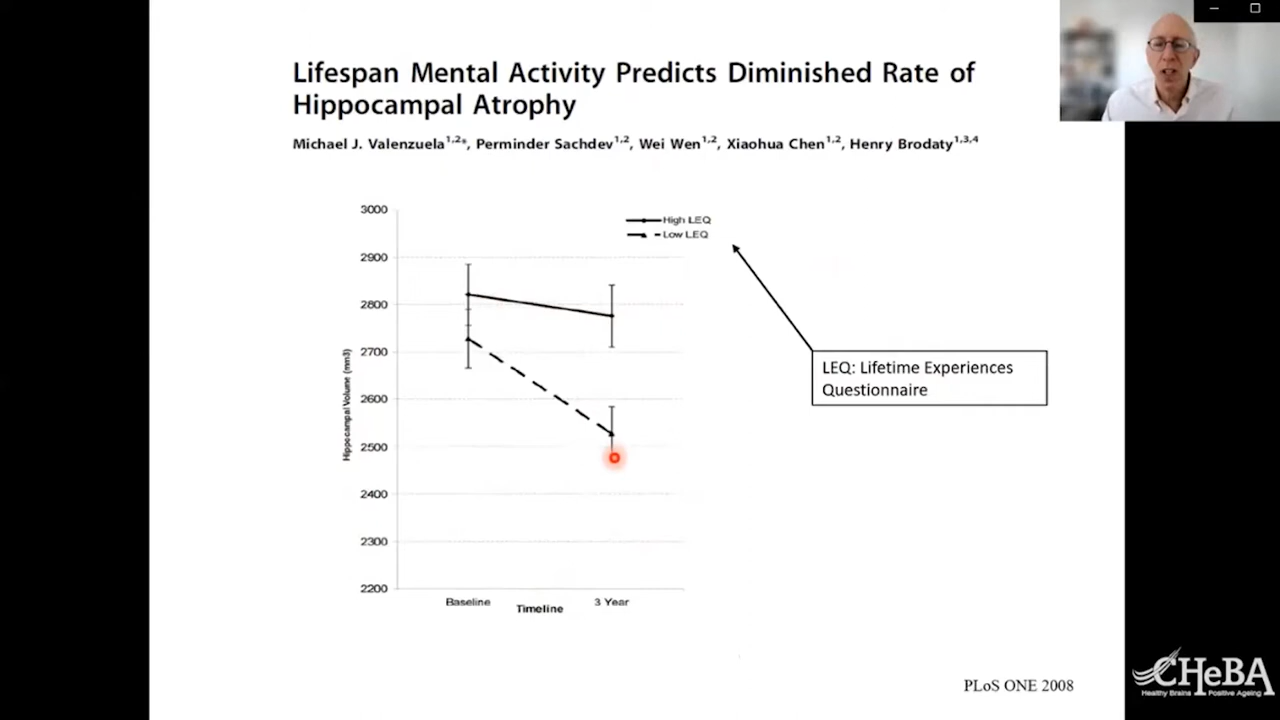 Lifespan Mental Activity Predicts Diminished Rate of
Hippocampal Atrophy
Michael J. Valenzuela1,2*, Perminder Sachdev1,2, Wei Wen1,2, Xiaohua Chen1,2, Henry Brodaty1,3,4
3000
High LEQ
Low LEQ
2900
2800
2700
2600
2500
2400
2300
2200
Hippocampal Volume (mm3)
Baseline
3 Year
Timeline
LEQ: Lifetime Experiences
Questionnaire
PLoS ONE 2008
CHeBA
Healthy Brains Positive Ageing